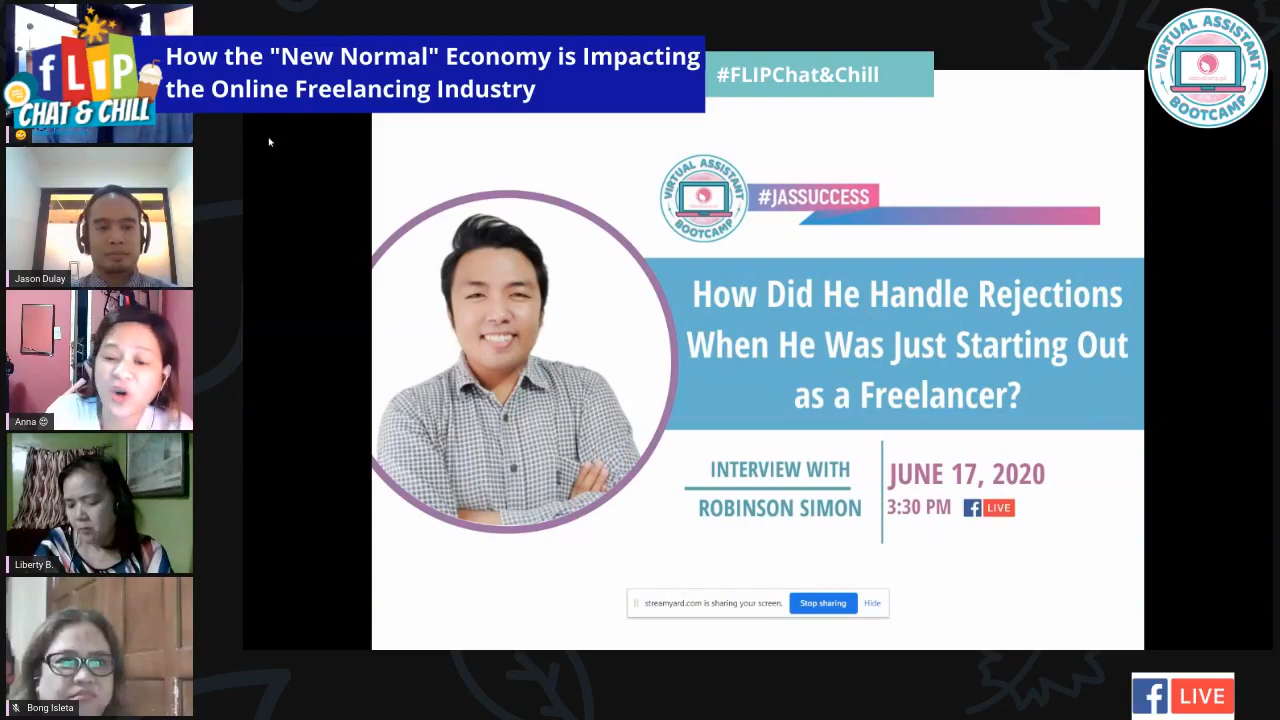 fLIP
CHAT & CHILL
How the "New Normal" Economy is Impacting
the Online Freelancing Industry
#FLIPChat&Chill
VIRTUAL ASSISTANT
BOOTCAMP
Jason Dulay
Anna 😍
Liberty B.
Bong Isleta
VIRTUAL ASSISTANT
BOOTCAMP
#JASSUCCESS
How Did He Handle Rejections
When He Was Just Starting Out
as a Freelancer?
INTERVIEW WITH
ROBINSON SIMON
JUNE 17, 2020
3:30 PM f LIVE
streamyard.com is sharing your screen. Stop sharing Hide
f LIVE